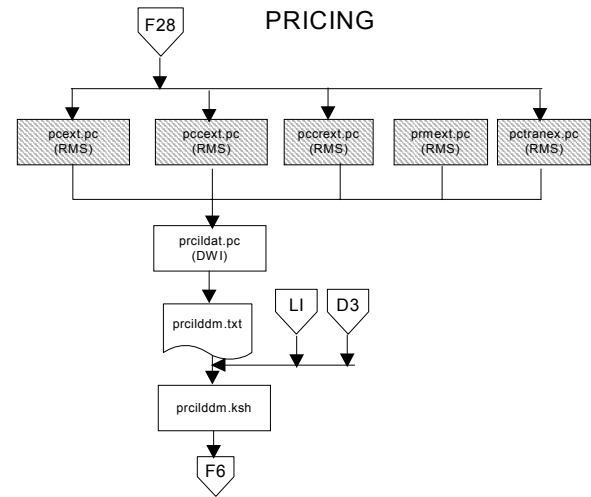 F28
PRICING
pcext.pc
(RMS)
pccext.pc
(RMS)
pccrext.pc
(RMS)
prmext.pc
(RMS)
pctranex.pc
(RMS)
prcildat.pc
(DWI)
prcilddm.txt
LI
D3
prcilddm.ksh
F6